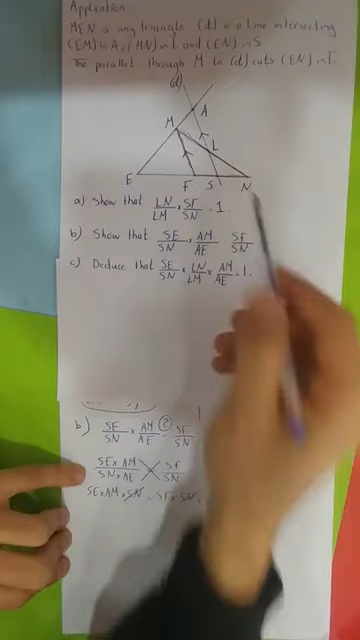 Application
MEN is any triangle (d) is a line intersecting
(EM) in A, (MN) in L and (EN) in S
The parallel through M to (d) cuts (EN) in F.
(d)
A
M
L
E
F
S
N
a) Show that LN/LM × SF/SN = 1.
b) Show that SE/SN × AM/AE SF/SN
c) Deduce that SE/SN × LN/LM × AM/AE = 1.
b) SE/SN × AM/AE = SF/SN
SE×AM/SN×AE SF/SN
SE×AM×SN = SF×